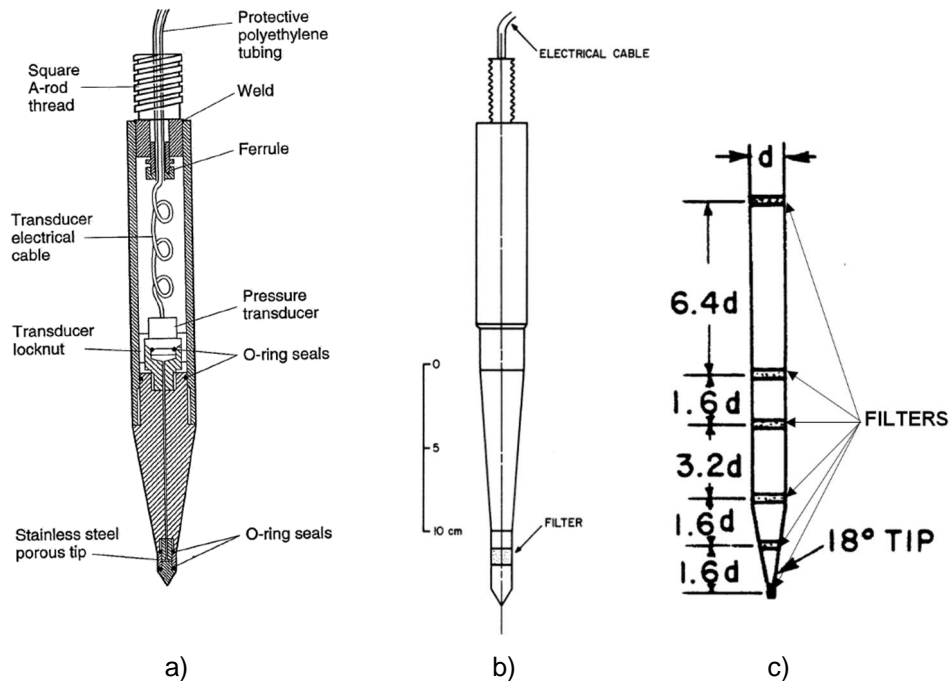 Protective
polyethylene
tubing
Square
A-rod
thread
Weld
Ferrule
Transducer
electrical
cable
Pressure
transducer
Transducer
locknut
O-ring seals
Stainless steel
porous tip
O-ring seals
a)
ELECTRICAL CABLE
0
5
10 cm
FILTER
b)
d
6.4d
1.6d
3.2d
1.6d
1.6d
FILTERS
18° TIP
c)